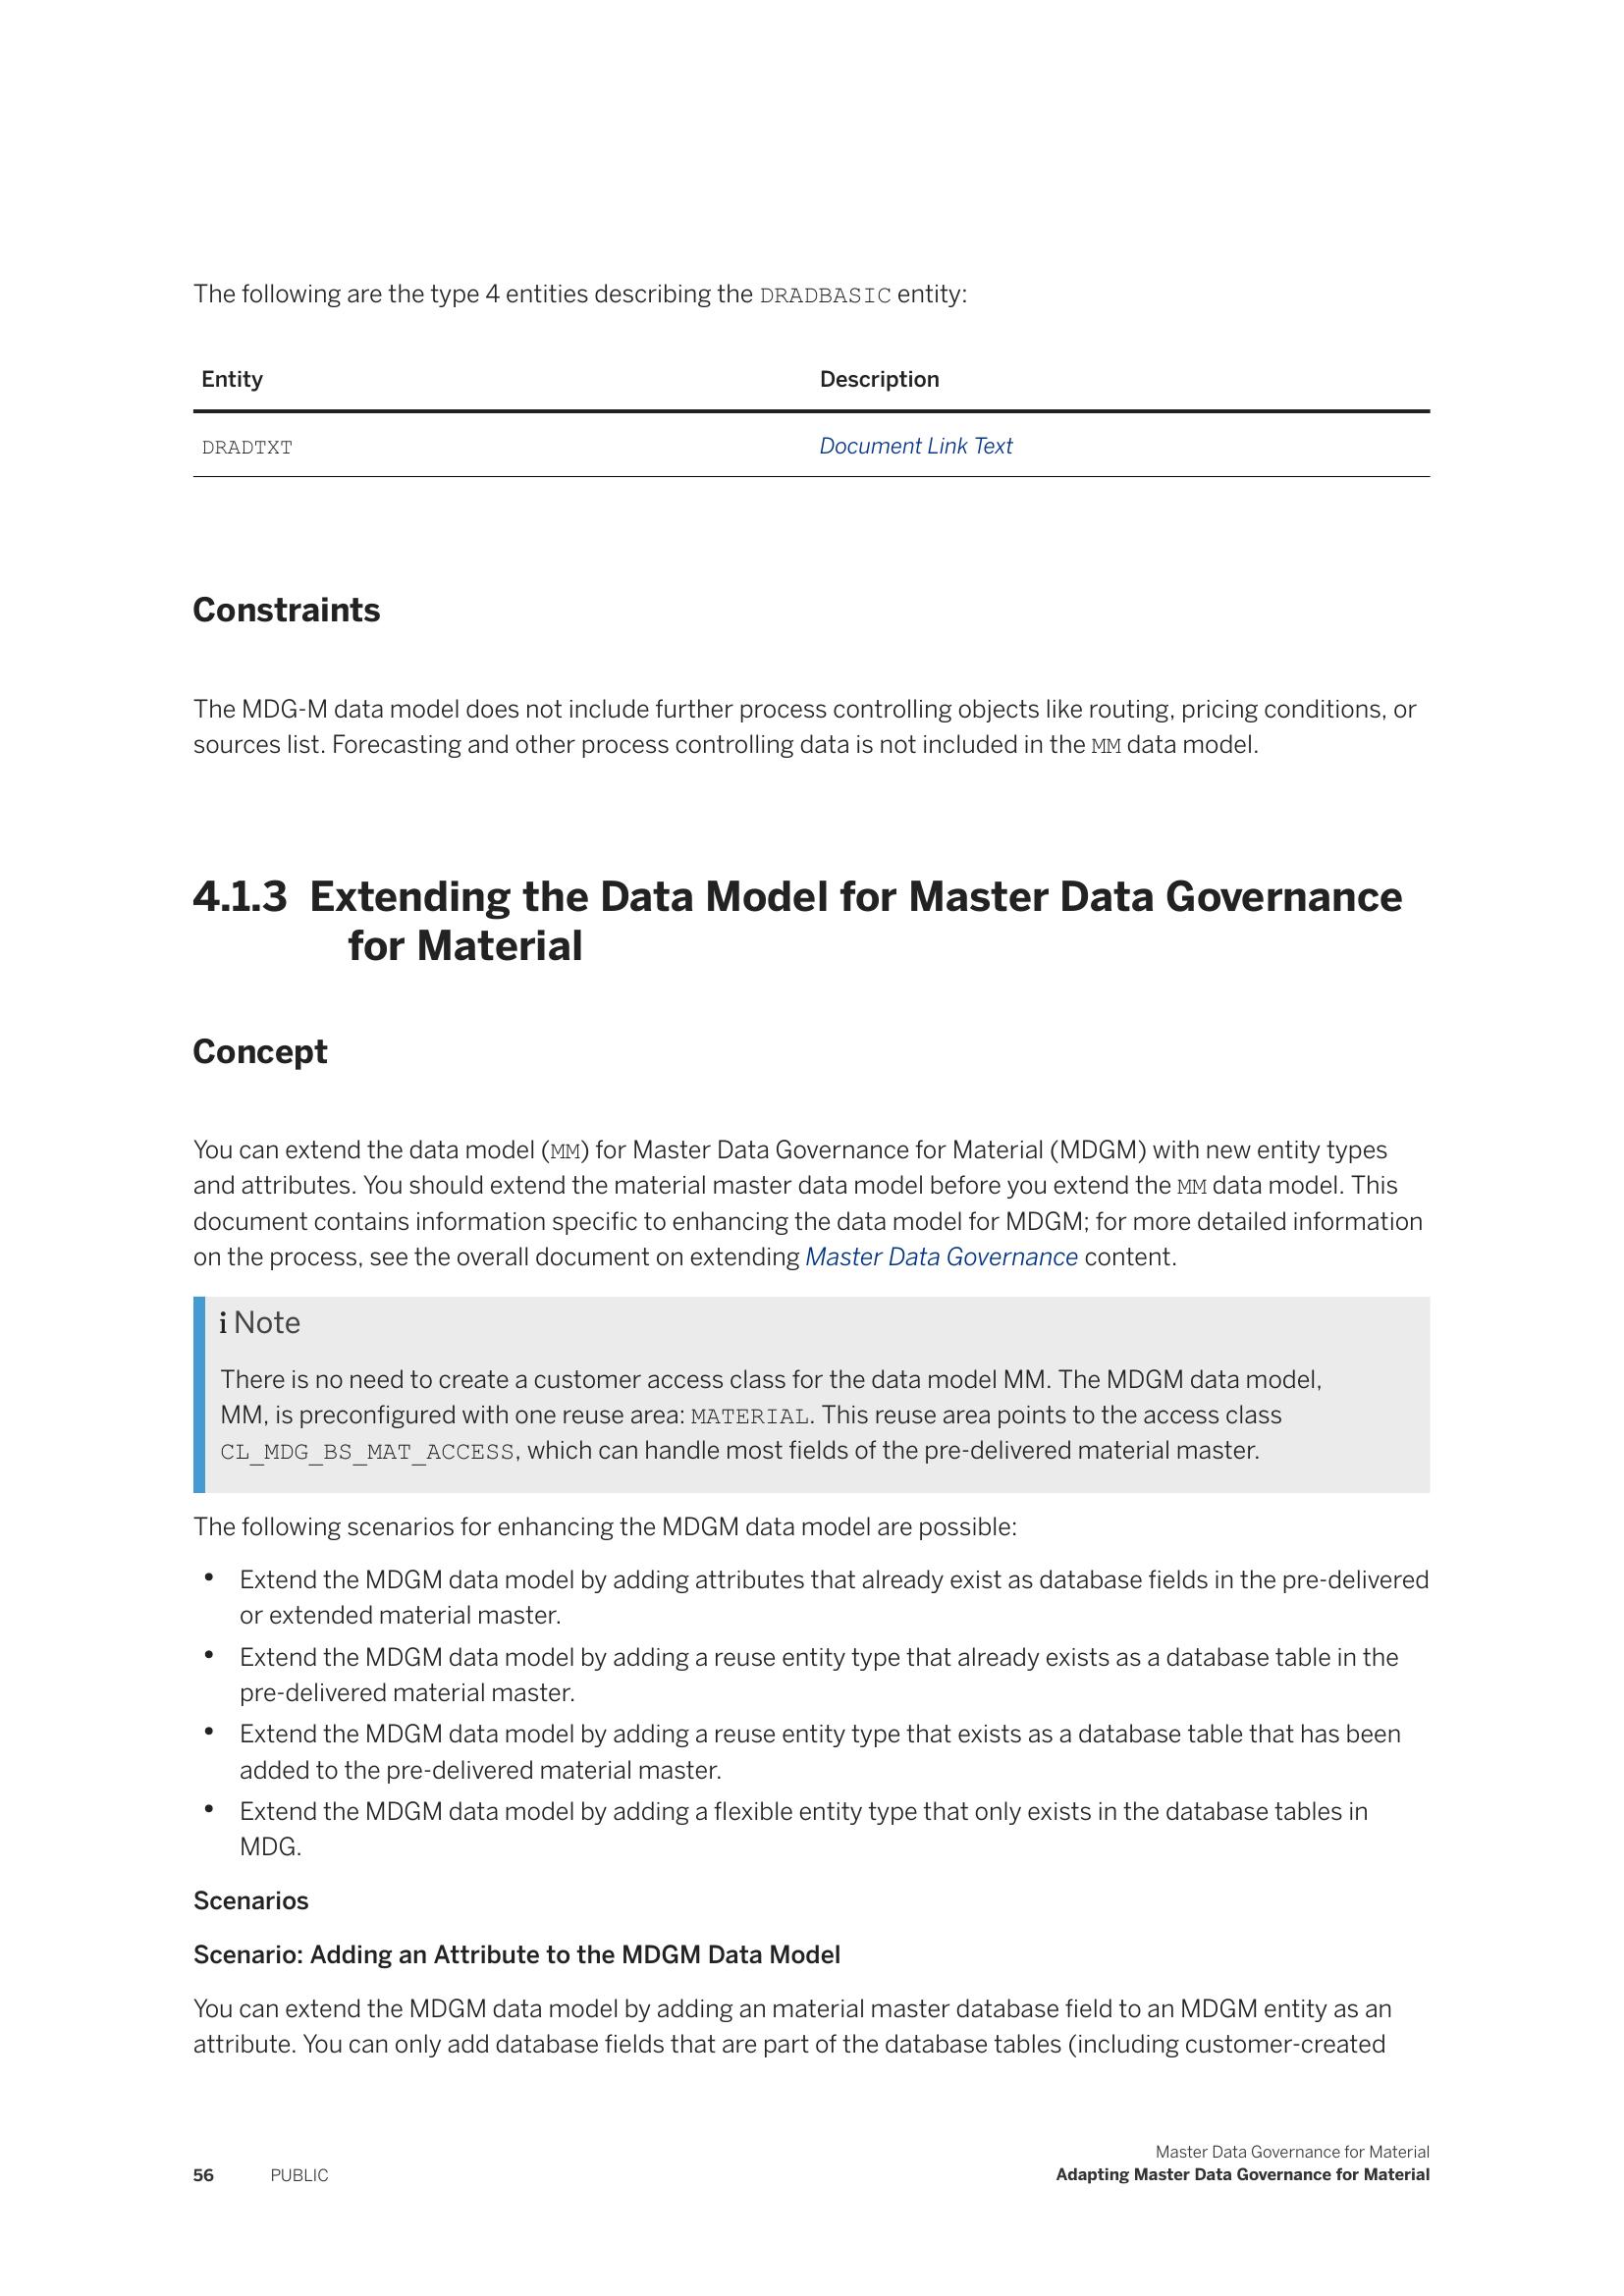 The following are the type 4 entities describing the DRADBASIC entity:
Entity Description
DRADTXT Document Link Text
Constraints
The MDG-M data model does not include further process controlling objects like routing, pricing conditions, or
sources list. Forecasting and other process controlling data is not included in the MM data model.
4.1.3 Extending the Data Model for Master Data Governance
for Material
Concept
You can extend the data model (MM) for Master Data Governance for Material (MDGM) with new entity types
and attributes. You should extend the material master data model before you extend the MM data model. This
document contains information specific to enhancing the data model for MDGM; for more detailed information
on the process, see the overall document on extending Master Data Governance content.
i Note
There is no need to create a customer access class for the data model MM. The MDGM data model,
MM, is preconfigured with one reuse area: MATERIAL. This reuse area points to the access class
CL_MDG_BS_MAT_ACCESS, which can handle most fields of the pre-delivered material master.
The following scenarios for enhancing the MDGM data model are possible:
• Extend the MDGM data model by adding attributes that already exist as database fields in the pre-delivered
or extended material master.
• Extend the MDGM data model by adding a reuse entity type that already exists as a database table in the
pre-delivered material master.
• Extend the MDGM data model by adding a reuse entity type that exists as a database table that has been
added to the pre-delivered material master.
• Extend the MDGM data model by adding a flexible entity type that only exists in the database tables in
MDG.
Scenarios
Scenario: Adding an Attribute to the MDGM Data Model
You can extend the MDGM data model by adding an material master database field to an MDGM entity as an
attribute. You can only add database fields that are part of the database tables (including customer-created
Master Data Governance for Material
56 PUBLIC Adapting Master Data Governance for Material